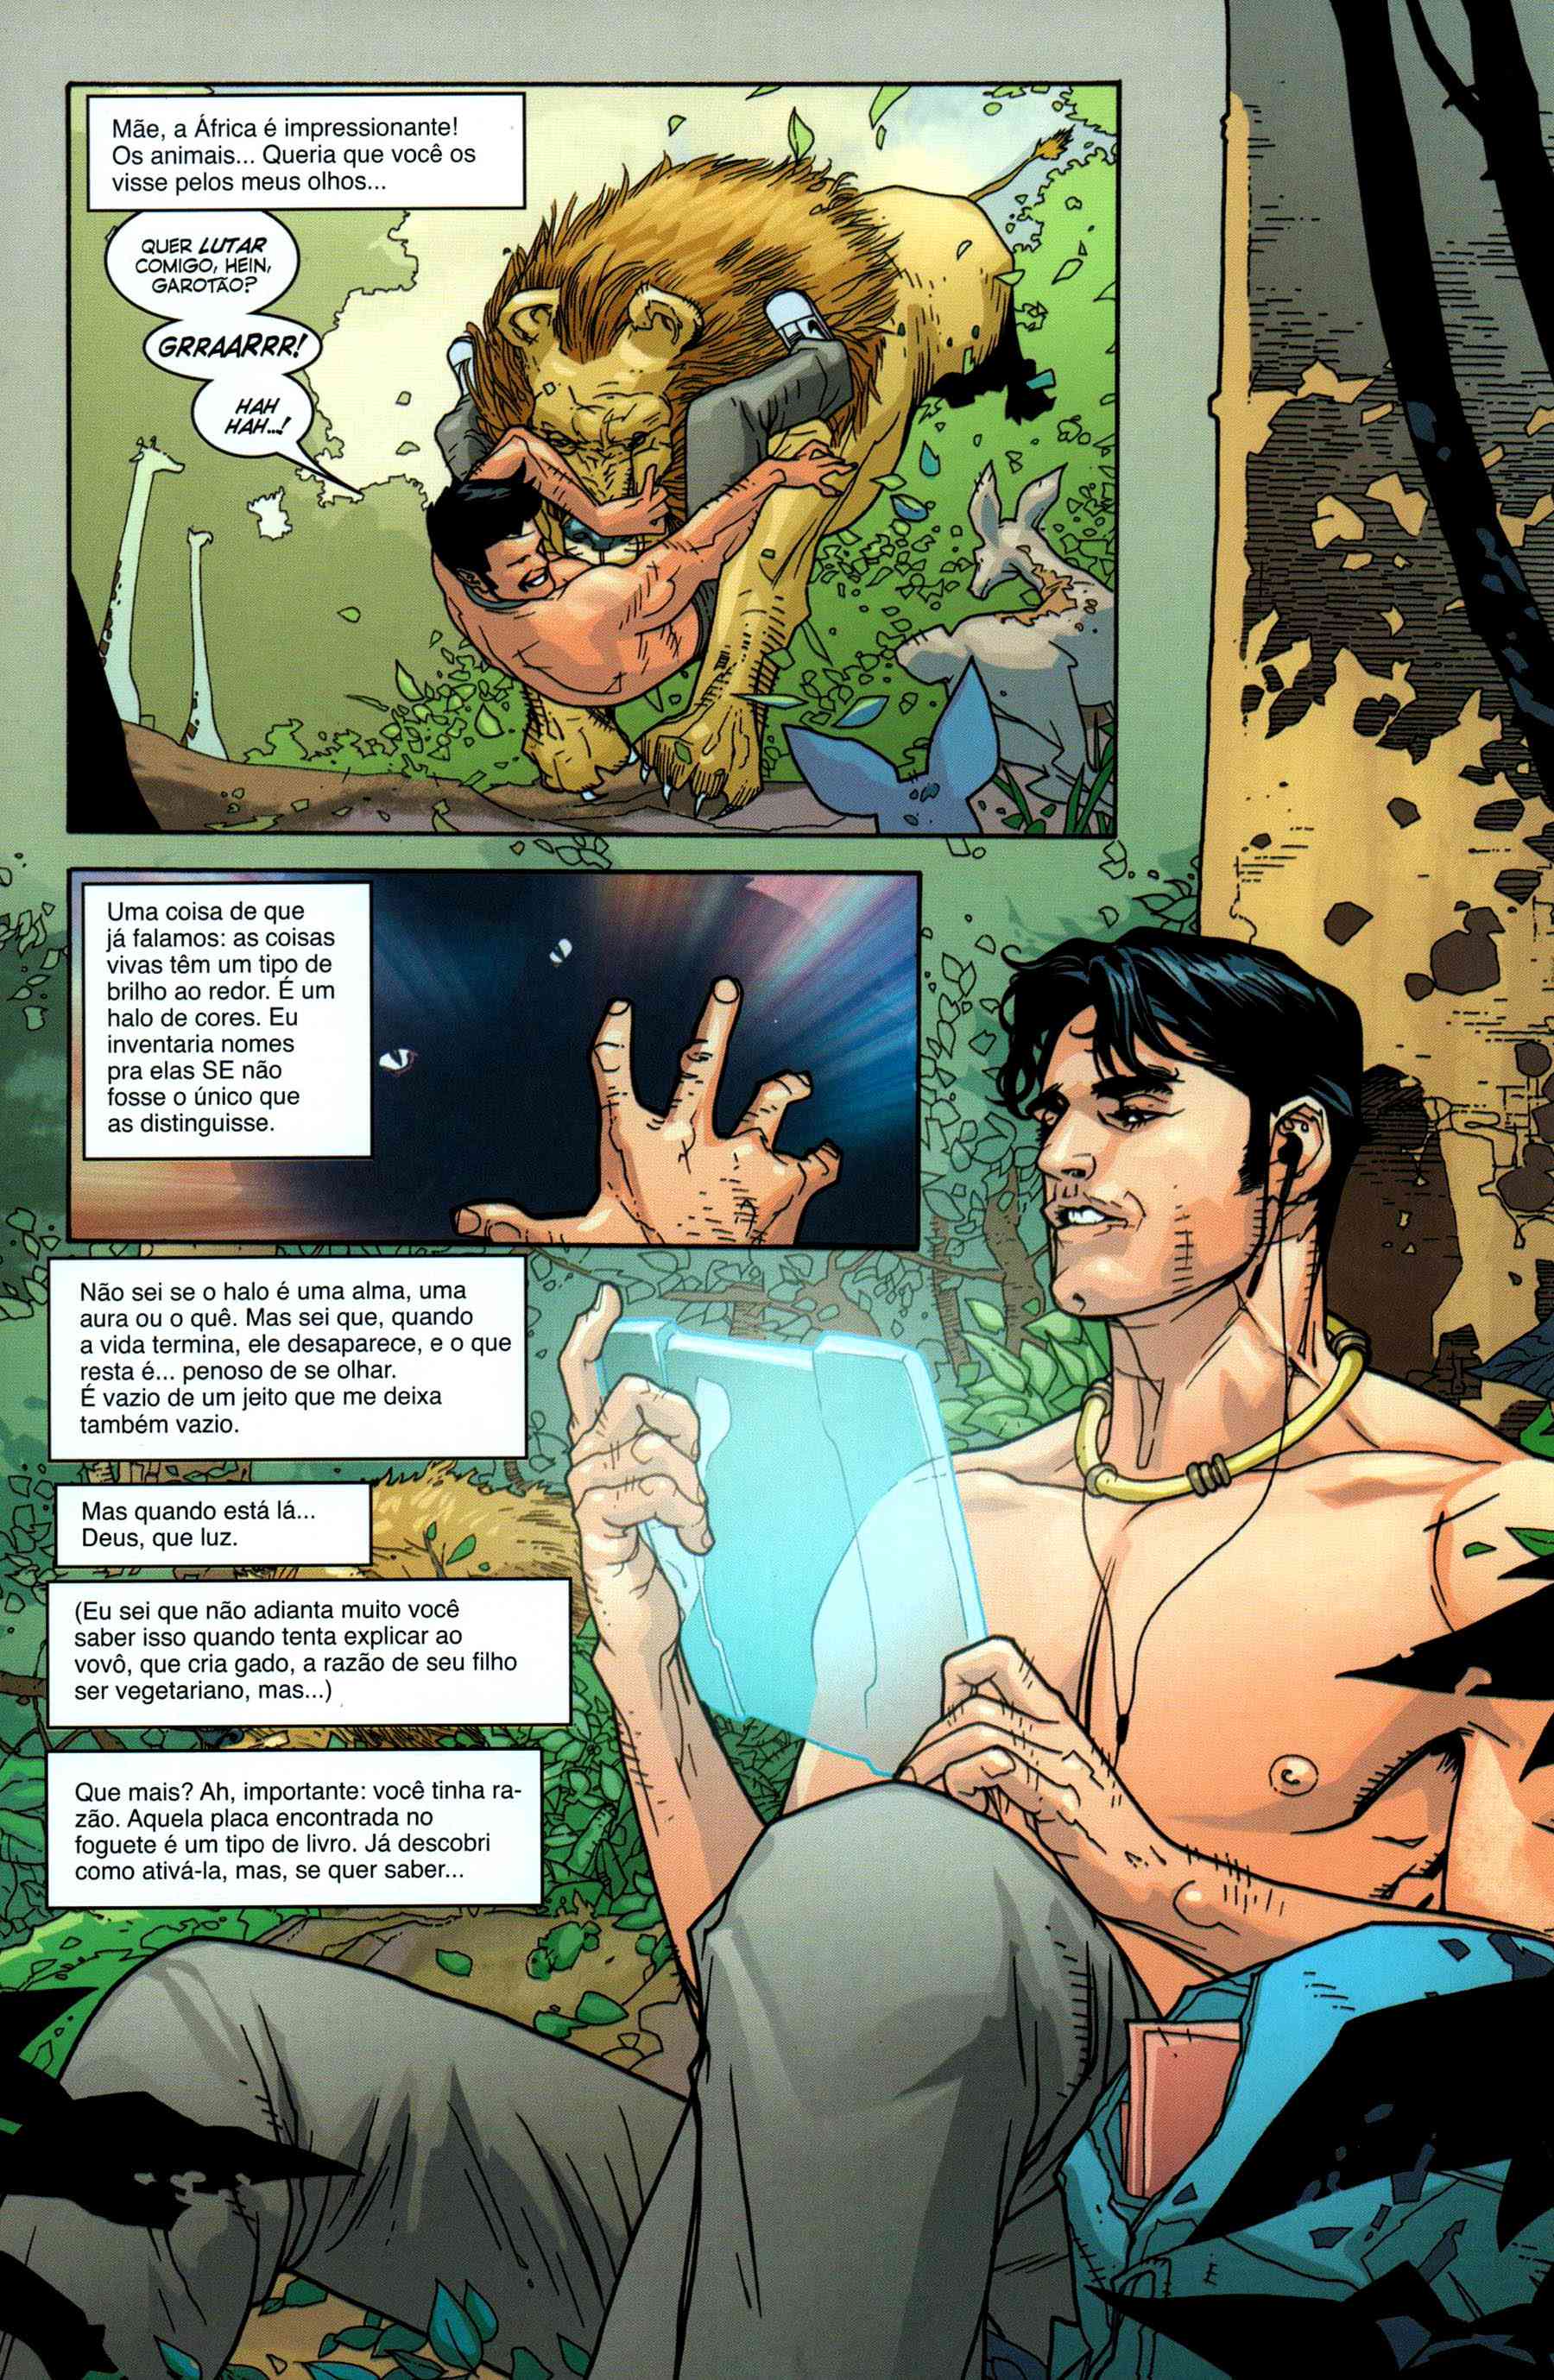 Mãe, a África é impressionante!
Os animais... Queria que você os
visse pelos meus olhos...
QUER LUTAR
COMIGO, HEIN,
GAROTÃO?
GRRAARRR!
HAH
HAH...!
Uma coisa de que
já falamos: as coisas
vivas têm um tipo de
brilho ao redor. É um
halo de cores. Eu
inventaria nomes
pra elas SE não
fosse o único que
as distinguisse.
Não sei se o halo é uma alma, uma
aura ou o quê. Mas sei que, quando
a vida termina, ele desaparece, e o que
resta é... penoso de se olhar.
É vazio de um jeito que me deixa
também vazio.
Mas quando está lá...
Deus, que luz.
(Eu sei que não adianta muito você
saber isso quando tenta explicar ao
vovô, que cria gado, a razão de seu filho
ser vegetariano, mas...)
Que mais? Ah, importante: você tinha ra-
zão. Aquela placa encontrada no
foguete é um tipo de livro. Já descobri
como ativá-la, mas, se quer saber...